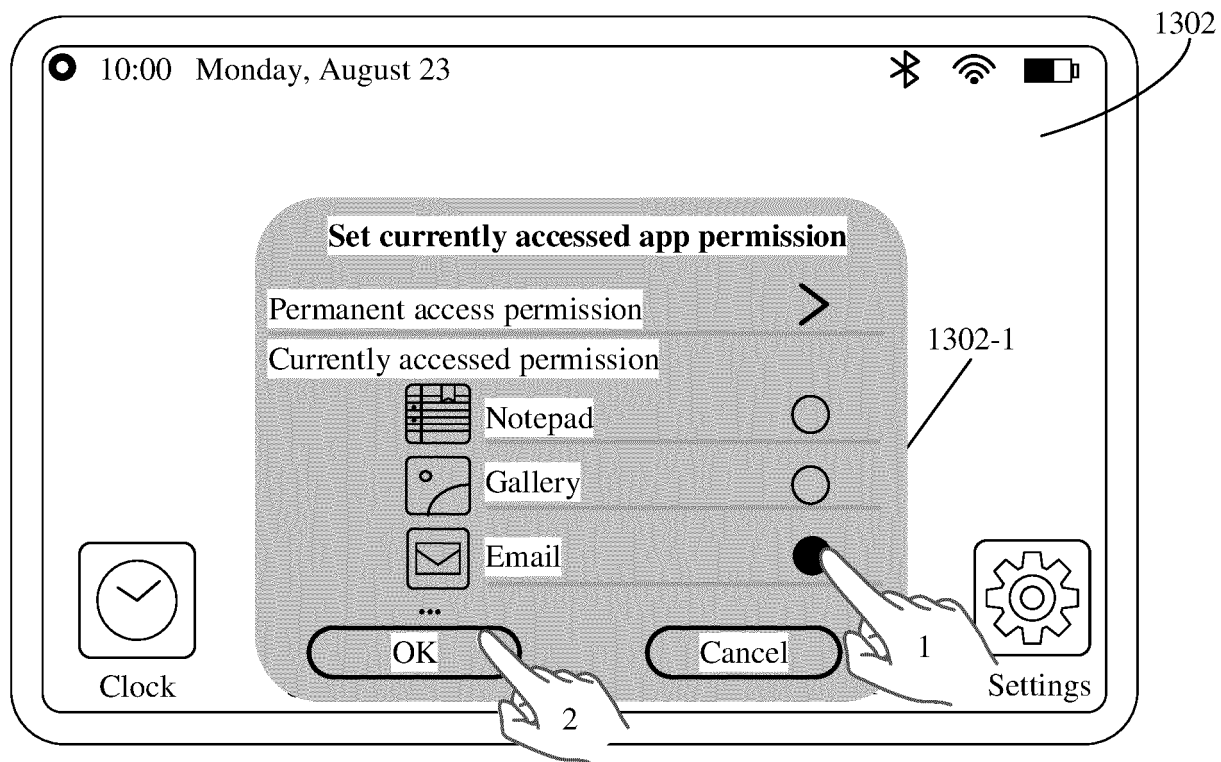 1302
10:00 Monday, August 23
Set currently accessed app permission
Permanent access permission
1302-1
Currently accessed permission
Notepad
Gallery
Email
...
OK
Cancel
1
2
Clock
Settings